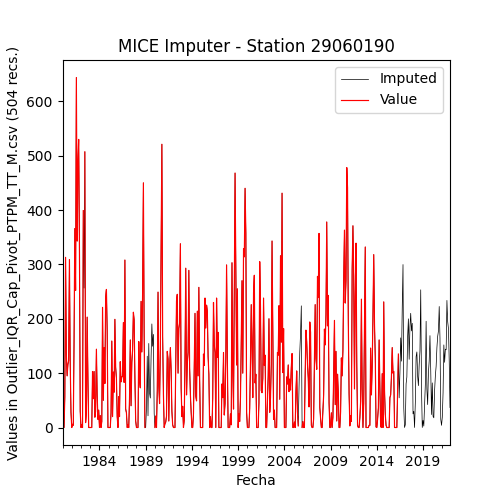 MICE Imputer - Station 29060190
Imputed
Value
Values in Outlier_IQR_Cap_Pivot_PTPM_TT_M.csv (504 recs.)
600
500
400
300
200
100
0
1984 1989 1994 1999 2004 2009 2014 2019
Fecha